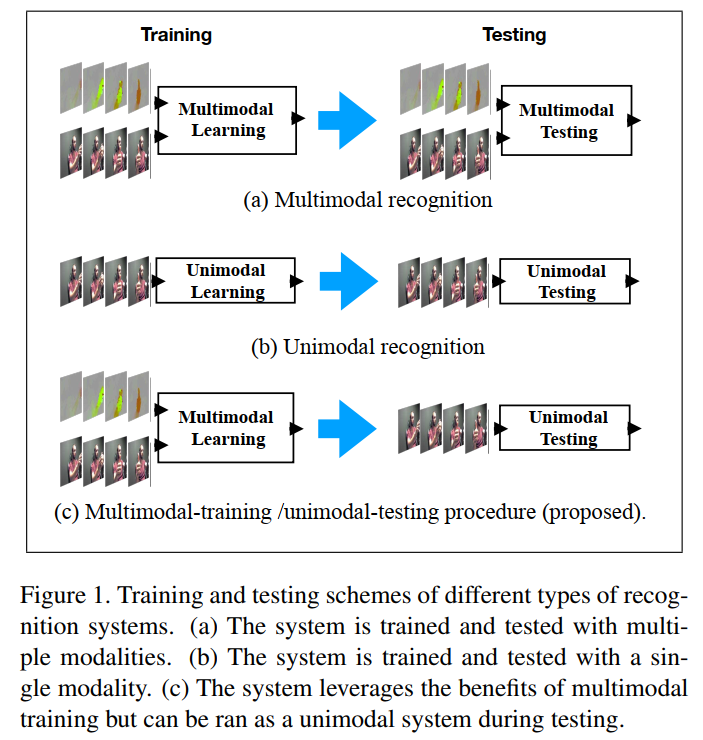 Training Testing
Multimodal
Learning
Multimodal
Testing
(a) Multimodal recognition
Unimodal
Learning
Unimodal
Testing
(b) Unimodal recognition
Multimodal
Learning
Unimodal
Testing
(c) Multimodal-training /unimodal-testing procedure (proposed).
Figure 1. Training and testing schemes of different types of recog-
nition systems. (a) The system is trained and tested with multi-
ple modalities. (b) The system is trained and tested with a sin-
gle modality. (c) The system leverages the benefits of multimodal
training but can be ran as a unimodal system during testing.